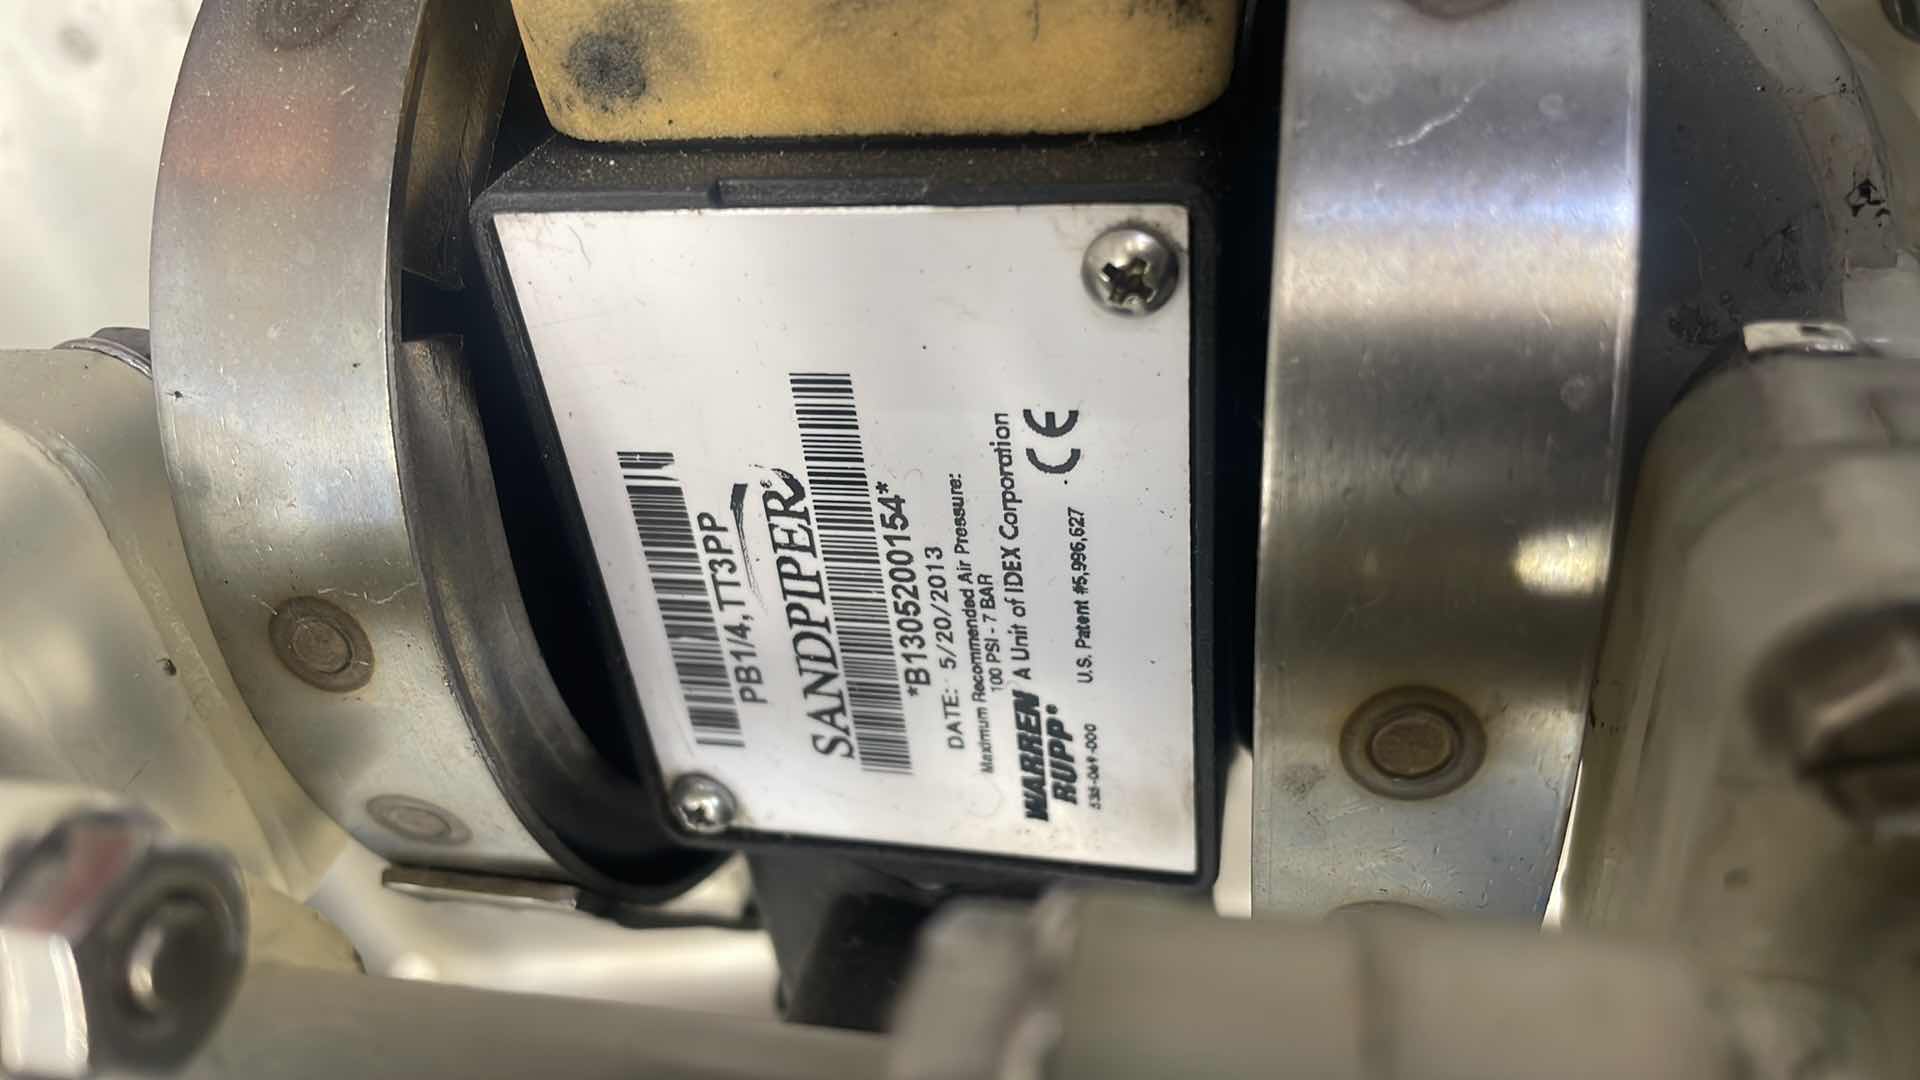 PB1/4, TT3PP
SANDPIPER®
*B1305200154*
DATE: 5/20/2013
Maximum Recommended Air Pressure:
100 PSI - 7 BAR
WARREN RUPP® A Unit of IDEX Corporation
U.S. Patent #5,996,627
CE